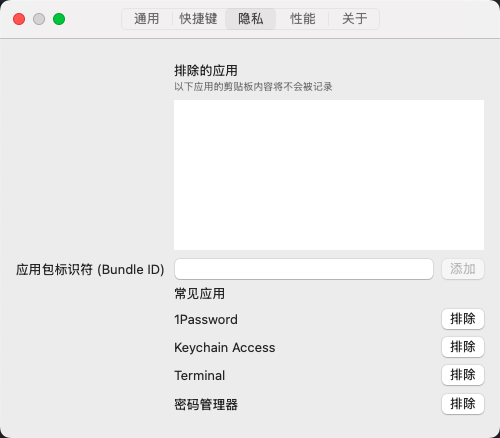 通用 快捷键 隐私 性能 关于
排除的应用
以下应用的剪贴板内容将不会被记录
应用包标识符 (Bundle ID) 添加
常见应用
1Password 排除
Keychain Access 排除
Terminal 排除
密码管理器 排除